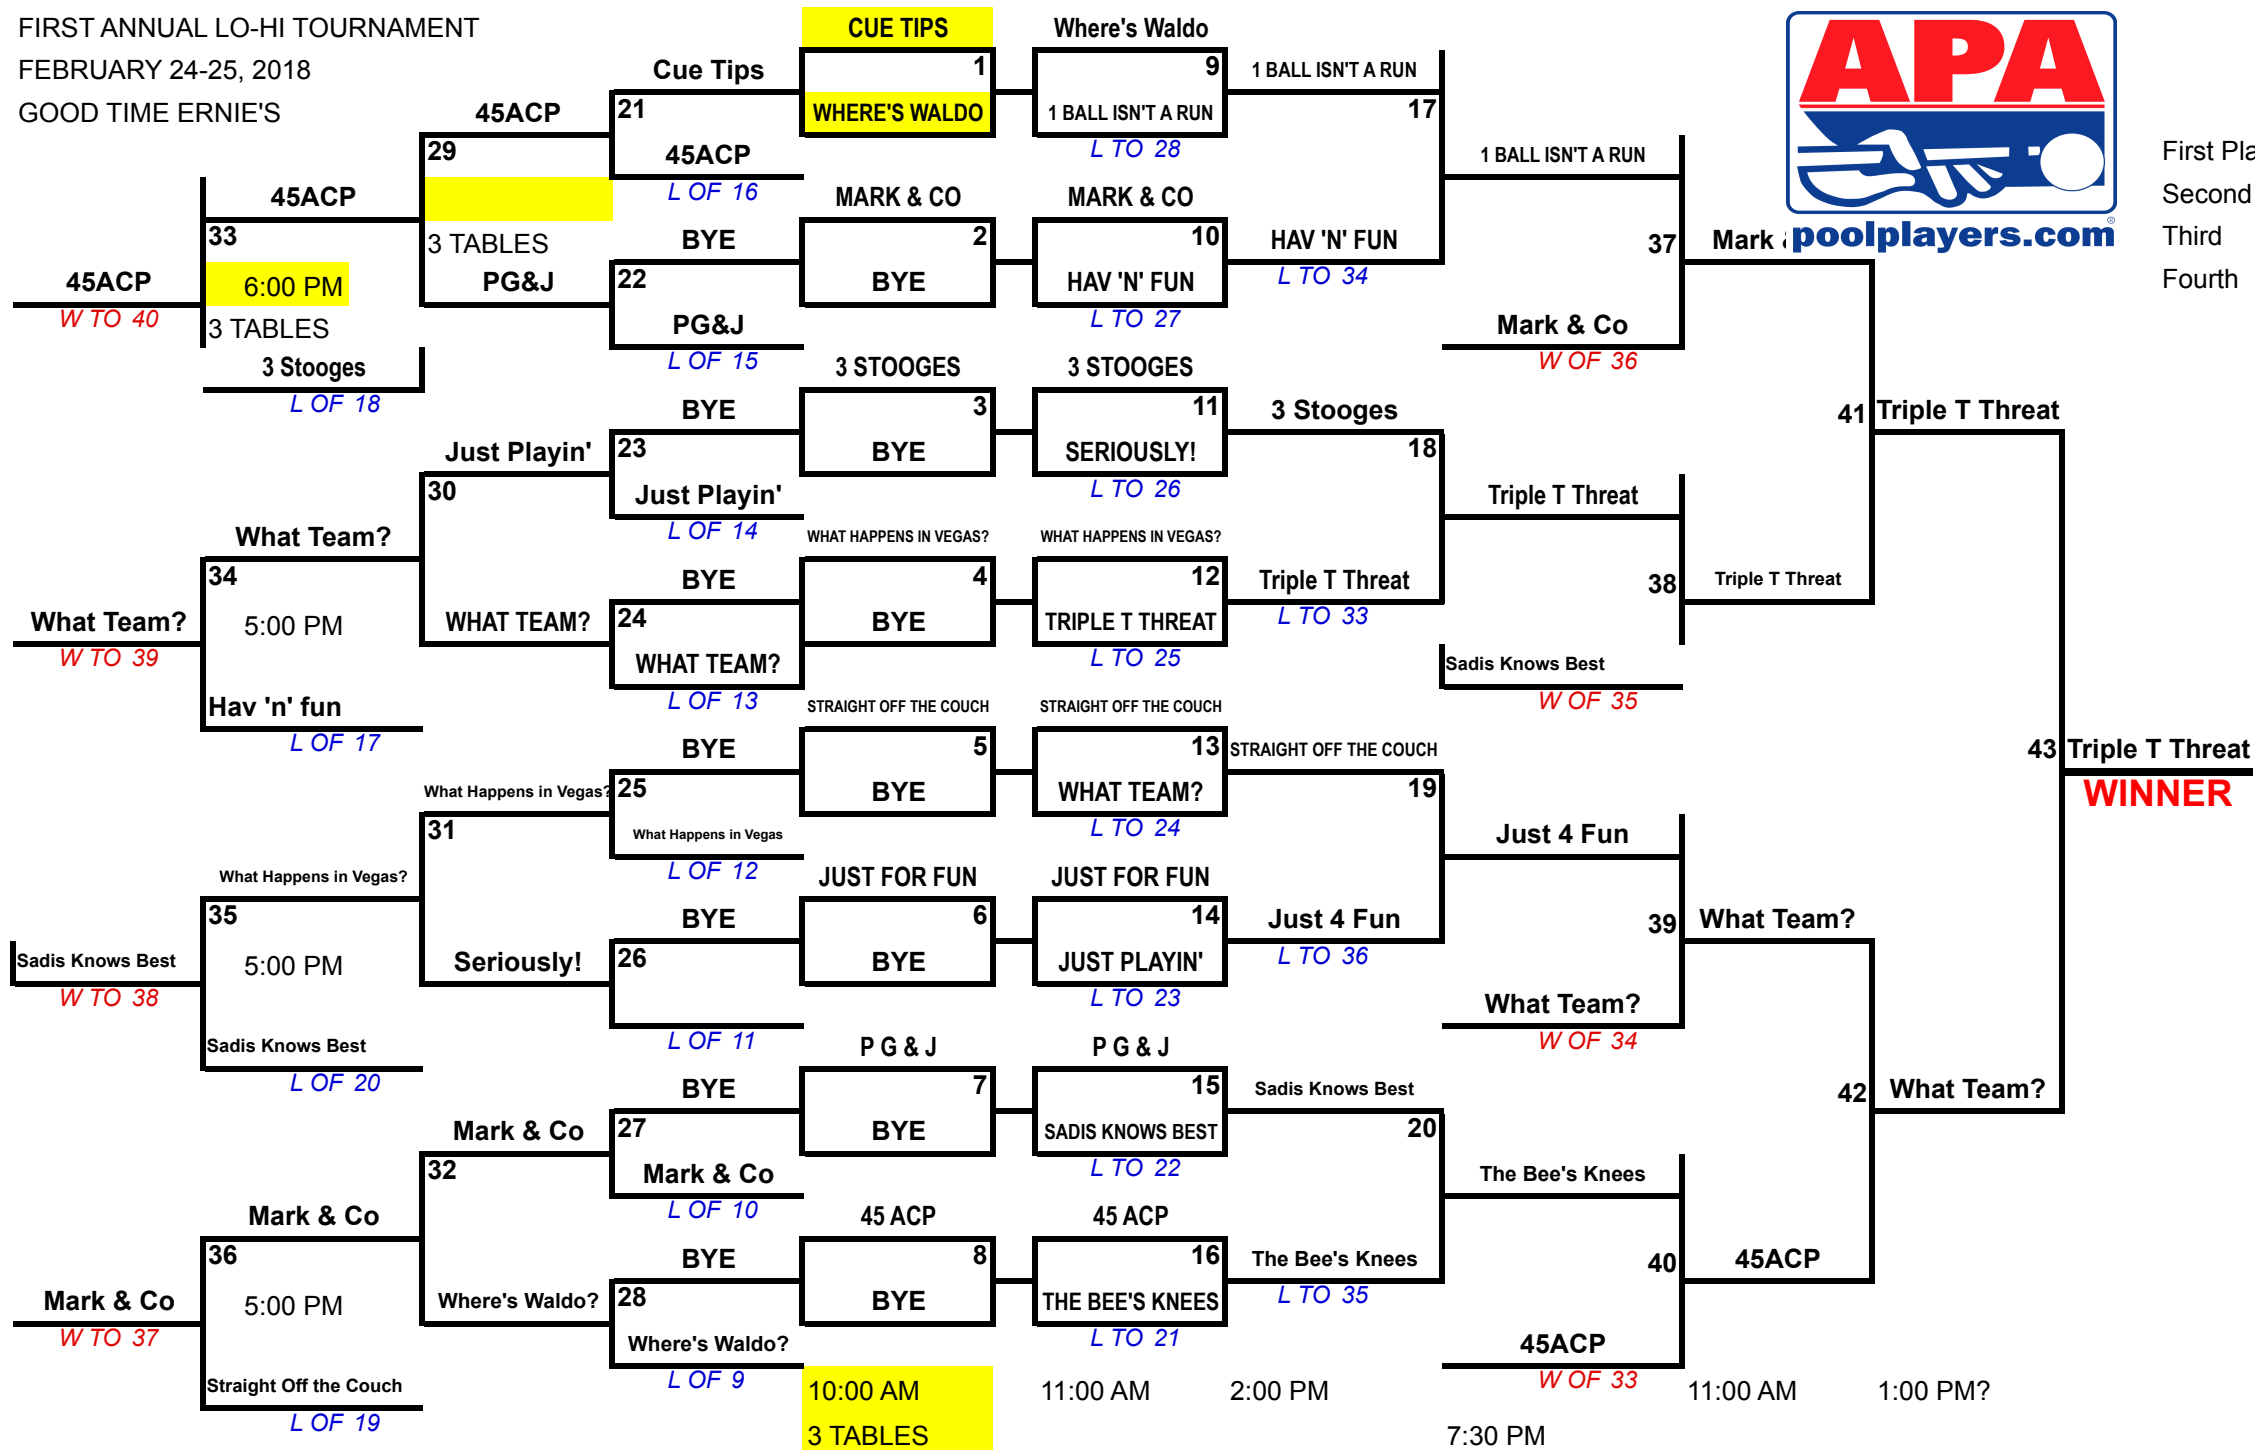 FIRST ANNUAL LO-HI TOURNAMENT
FEBRUARY 24-25, 2018
GOOD TIME ERNIE'S
45ACP
33
6:00 PM
3 TABLES
45ACP
W TO 40
3 Stooges
L OF 18
What Team?
34
5:00 PM
What Team?
W TO 39
Hav 'n' fun
L OF 17
What Happens in Vegas?
35
5:00 PM
Sadis Knows Best
W TO 38
Sadis Knows Best
L OF 20
Mark & Co
36
5:00 PM
Mark & Co
W TO 37
Straight Off the Couch
L OF 19
45ACP
29
3 TABLES
PG&J
Just Playin'
30
WHAT TEAM?
What Happens in Vegas?
31
Seriously!
Mark & Co
32
Where's Waldo?
Cue Tips
21
45ACP
L OF 16
BYE
22
PG&J
L OF 15
BYE
23
Just Playin'
L OF 14
BYE
24
WHAT TEAM?
L OF 13
BYE
25
What Happens in Vegas
L OF 12
BYE
26
L OF 11
BYE
27
Mark & Co
L OF 10
BYE
28
Where's Waldo?
L OF 9
CUE TIPS
1
WHERE'S WALDO
MARK & CO
2
BYE
3 STOOGES
3
BYE
WHAT HAPPENS IN VEGAS?
4
BYE
STRAIGHT OFF THE COUCH
5
BYE
JUST FOR FUN
6
BYE
P G & J
7
BYE
45 ACP
8
BYE
10:00 AM
3 TABLES
Where's Waldo
9
1 BALL ISN'T A RUN
L TO 28
MARK & CO
10
HAV 'N' FUN
L TO 27
3 STOOGES
11
SERIOUSLY!
L TO 26
WHAT HAPPENS IN VEGAS?
12
TRIPLE T THREAT
L TO 25
STRAIGHT OFF THE COUCH
13
WHAT TEAM?
L TO 24
JUST FOR FUN
14
JUST PLAYIN'
L TO 23
P G & J
15
SADIS KNOWS BEST
L TO 22
45 ACP
16
THE BEE'S KNEES
L TO 21
11:00 AM
1 BALL ISN'T A RUN
17
HAV 'N' FUN
L TO 34
3 Stooges
18
Triple T Threat
L TO 33
STRAIGHT OFF THE COUCH
19
Just 4 Fun
L TO 36
Sadis Knows Best
20
The Bee's Knees
L TO 35
2:00 PM
1 BALL ISN'T A RUN
37
Mark & Co
W OF 36
Triple T Threat
38
Sadis Knows Best
W OF 35
Just 4 Fun
39
What Team?
W OF 34
The Bee's Knees
40
45ACP
W OF 33
7:30 PM
Mark
41
Triple T Threat
What Team?
42
45ACP
11:00 AM
Triple T Threat
43
What Team?
1:00 PM?
Triple T Threat
WINNER
APA
poolplayers.com
®
First Pla
Second
Third
Fourth